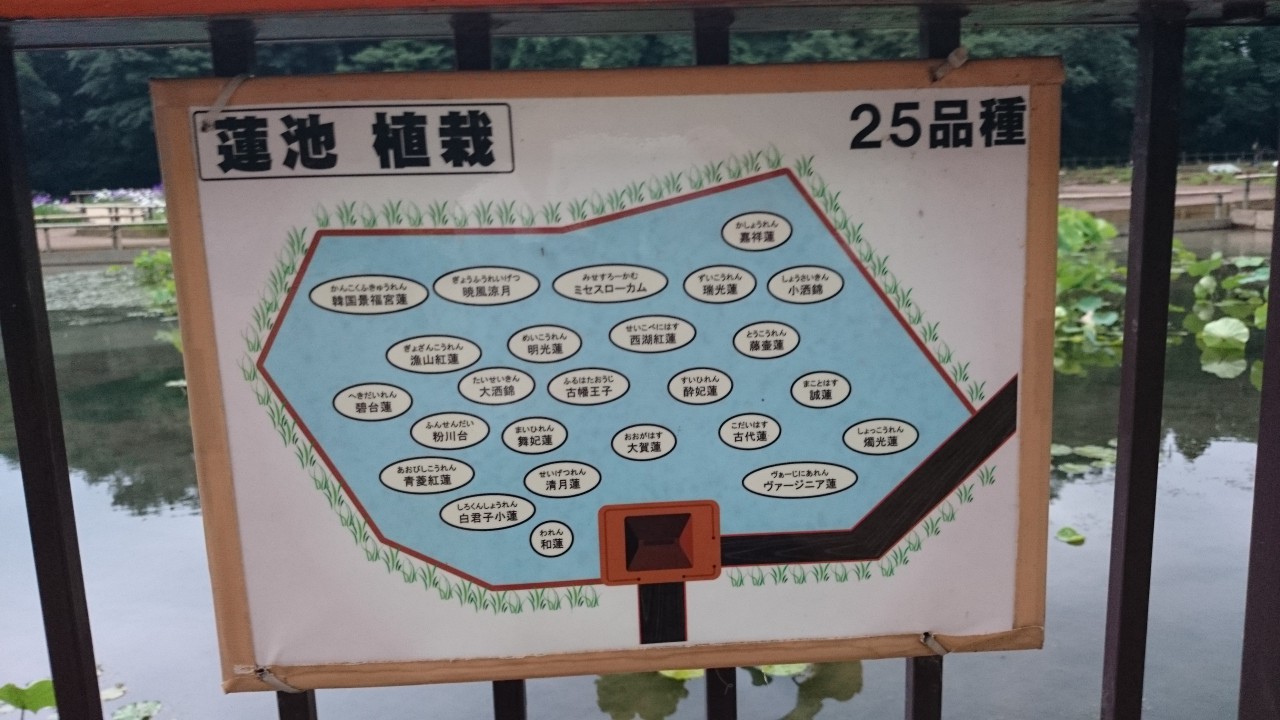 蓮池 植栽
25品種
かしょうれん
嘉祥蓮
かんこくふきゅうれん
韓国景福宮蓮
ぎょうふうれいげつ
暁風涼月
みせすろーかむ
ミセスローカム
ずいこうれん
瑞光蓮
しょうさいきん
小洒錦
ぎょざんこうれん
漁山紅蓮
めいこうれん
明光蓮
せいこべにはす
西湖紅蓮
とうこうれん
藤壷蓮
へきだいれん
碧台蓮
たいせいきん
大洒錦
ふるはたおうじ
古幡王子
すいひれん
酔妃蓮
まことはす
誠蓮
ふんせんだい
粉川台
まいひれん
舞妃蓮
おおがはす
大賀蓮
こだいはす
古代蓮
しょっこうれん
燭光蓮
あおびしこうれん
青菱紅蓮
せいげつれん
清月蓮
ヴぁーじにあれん
ヴァージニア蓮
しろくんしょうれん
白君子小蓮
われん
和蓮